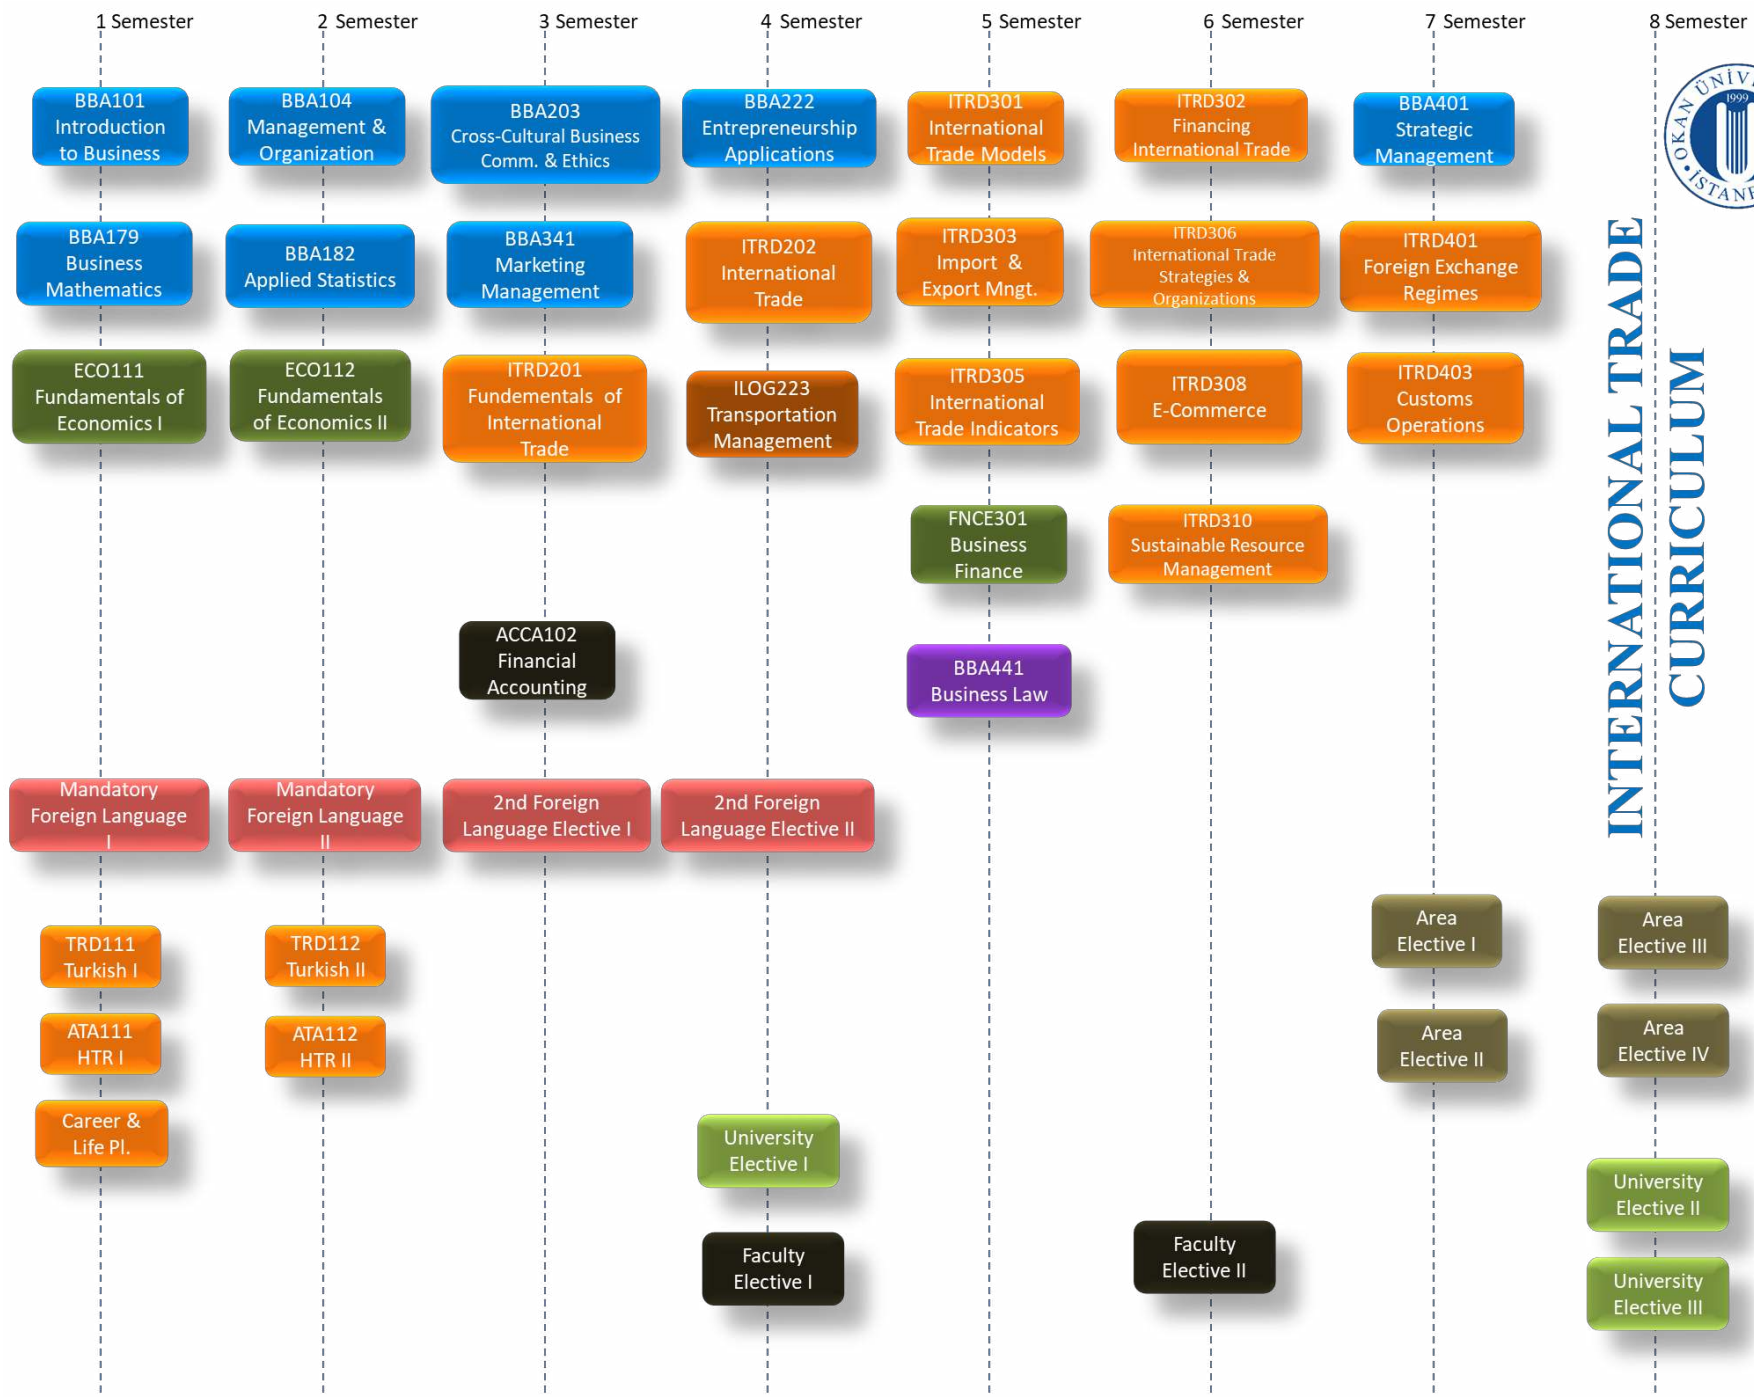 1 Semester
2 Semester
3 Semester
4 Semester
5 Semester
6 Semester
7 Semester
8 Semester
BBA101
Introduction
to Business
BBA104
Management &
Organization
BBA203
Cross-Cultural Business
Comm. & Ethics
BBA222
Entrepreneurship
Applications
ITRD301
International
Trade Models
ITRD302
Financing
International Trade
BBA401
Strategic
Management
OKAN ÜNİV
1999
İSTAN
BBA179
Business
Mathematics
BBA182
Applied Statistics
BBA341
Marketing
Management
ITRD202
International
Trade
ITRD303
Import &
Export Mngt.
ITRD306
International Trade
Strategies &
Organizations
ITRD401
Foreign Exchange
Regimes
INTERNATIONAL TRADE
CURRICULUM
ECO111
Fundamentals of
Economics I
ECO112
Fundamentals
of Economics II
ITRD201
Fundementals of
International
Trade
ILOG223
Transportation
Management
ITRD305
International
Trade Indicators
ITRD308
E-Commerce
ITRD403
Customs
Operations
FNCE301
Business
Finance
ITRD310
Sustainable Resource
Management
ACCA102
Financial
Accounting
BBA441
Business Law
Mandatory
Foreign Language
I
Mandatory
Foreign Language
II
2nd Foreign
Language Elective I
2nd Foreign
Language Elective II
Area
Elective I
Area
Elective III
TRD111
Turkish I
TRD112
Turkish II
ATA111
HTR I
ATA112
HTR II
Area
Elective II
Area
Elective IV
Career &
Life Pl.
University
Elective I
University
Elective II
Faculty
Elective I
Faculty
Elective II
University
Elective III